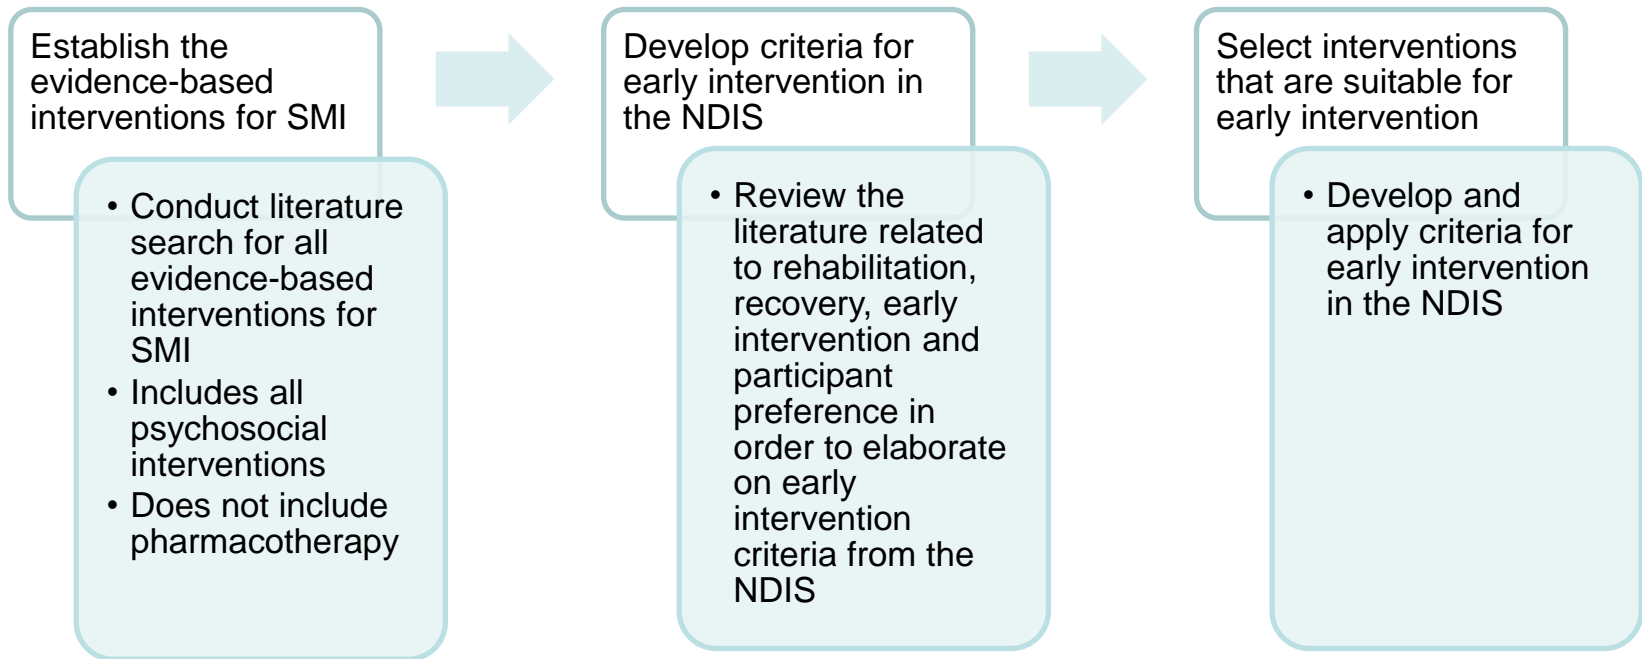 Establish the
evidence-based
interventions for SMI
• Conduct literature
search for all
evidence-based
interventions for
SMI
• Includes all
psychosocial
interventions
• Does not include
pharmacotherapy
Develop criteria for
early intervention in
the NDIS
• Review the
literature related
to rehabilitation,
recovery, early
intervention and
participant
preference in
order to elaborate
on early
intervention
criteria from the
NDIS
Select interventions
that are suitable for
early intervention
• Develop and
apply criteria for
early intervention
in the NDIS